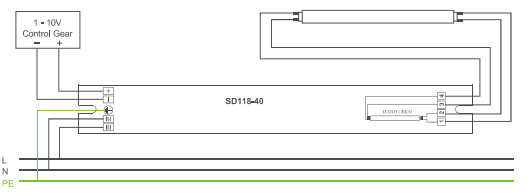 1 - 10V
Control Gear
− +
+
−
SD118-40
4
3
2
1
U-OUT=300V
L
N
PE